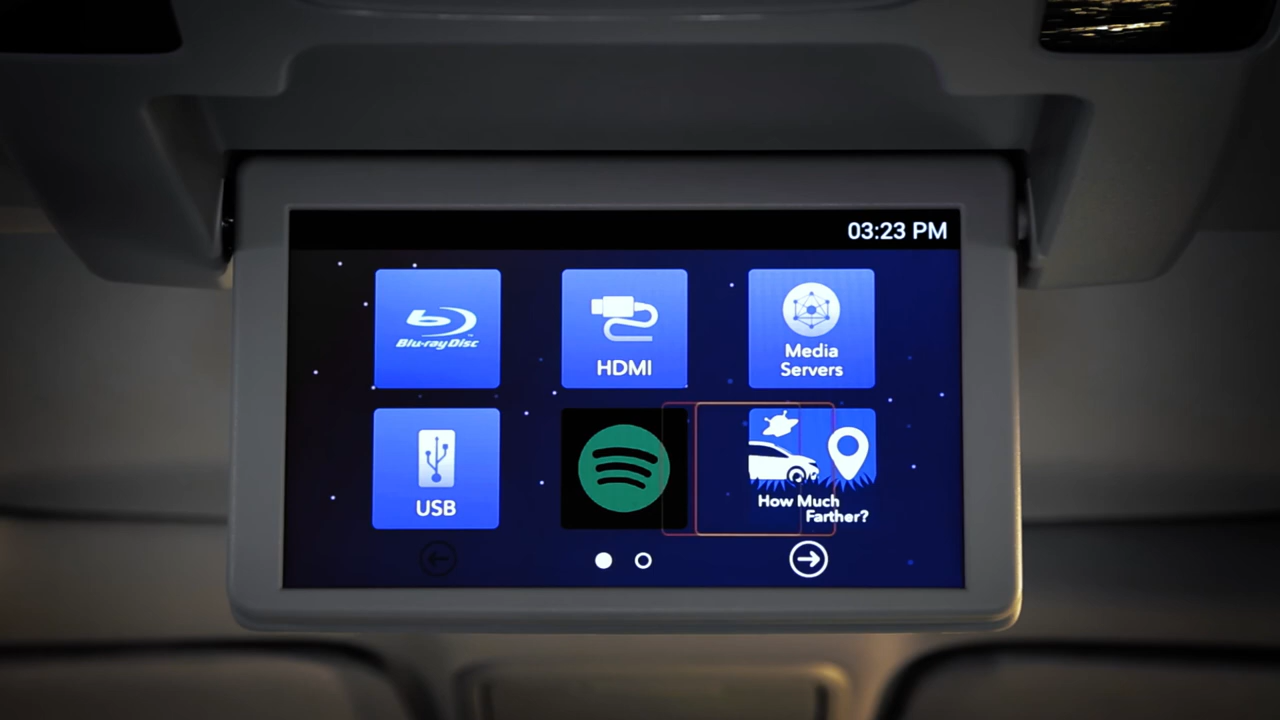 03:23 PM
Blu-ray Disc
HDMI
Media
Servers
USB
How Much
Farther?